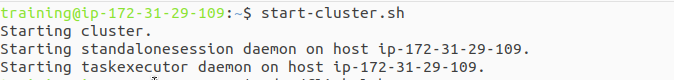 training@ip-172-31-29-109:~$ start-cluster.sh
Starting cluster.
Starting standalonesession daemon on host ip-172-31-29-109.
Starting taskexecutor daemon on host ip-172-31-29-109.